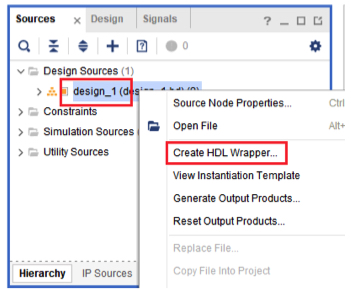 Sources × Design Signals ? _
0
Design Sources (1)
design_1 (design_1.bd) (2)
Source Node Properties... Ctrl
Constraints
Open File Alt+
Simulation Sources
Create HDL Wrapper...
Utility Sources
View Instantiation Template
Generate Output Products...
Reset Output Products...
Replace File...
Copy File Into Project
Hierarchy IP Sources